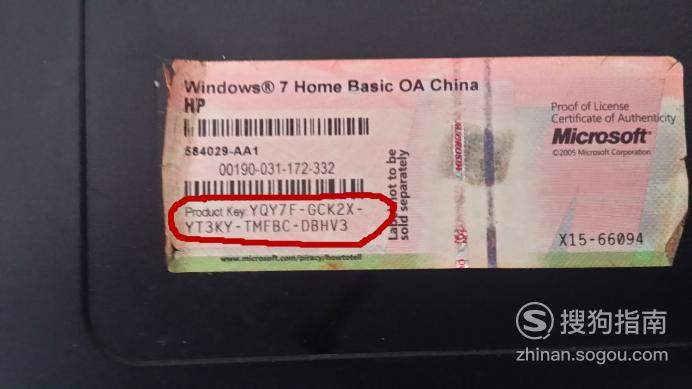 Windows® 7 Home Basic OA China
HP
584029-AA1
00190-031-172-332
Product Key: YQY7F-GCK2X-
YT3KY-TMFBC-DBHV3
www.microsoft.com/piracy/howtotell
not to be
sold separately
Proof of License
Certificate of Authenticity
Microsoft
©2005 Microsoft Corporation
X15-66094
搜狗指南
zhinan.sogou.com